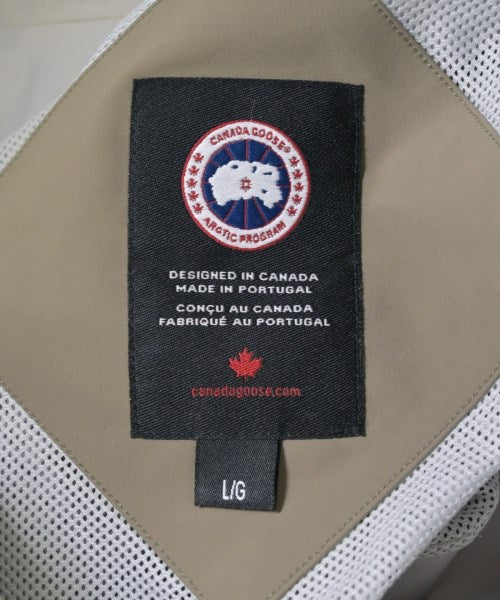 CANADA GOOSE®
ARCTIC PROGRAM
DESIGNED IN CANADA
MADE IN PORTUGAL
CONÇU AU CANADA
FABRIQUÉ AU PORTUGAL
canadagoose.com
L/G